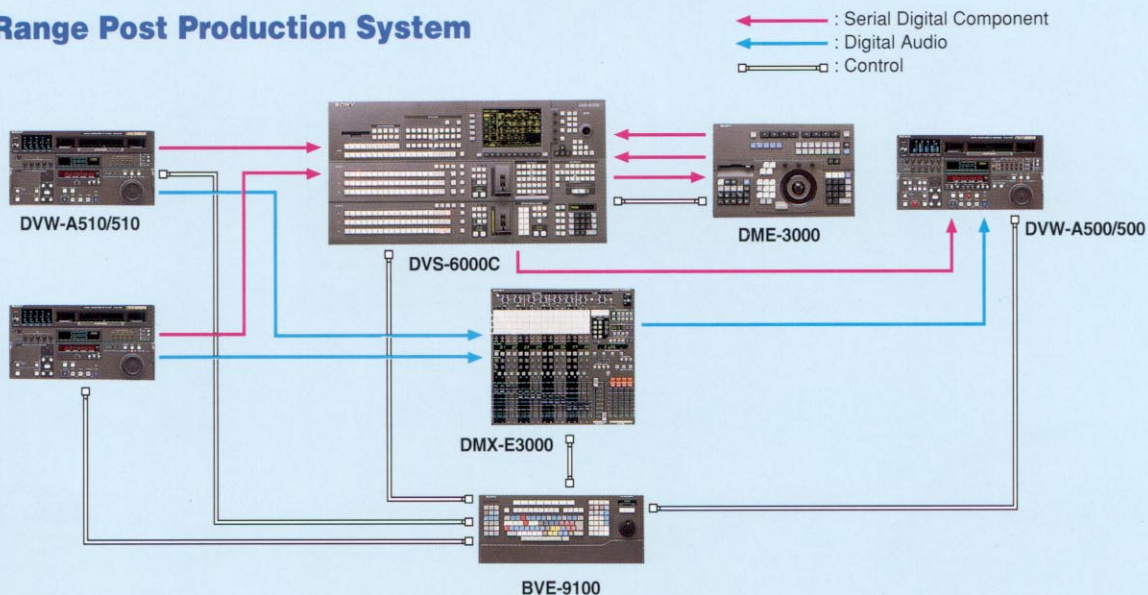 Range Post Production System
: Serial Digital Component
: Digital Audio
: Control
SONY
DVW-A510/510
DVS-6000C
DME-3000
DVW-A500/500
DMX-E3000
BVE-9100